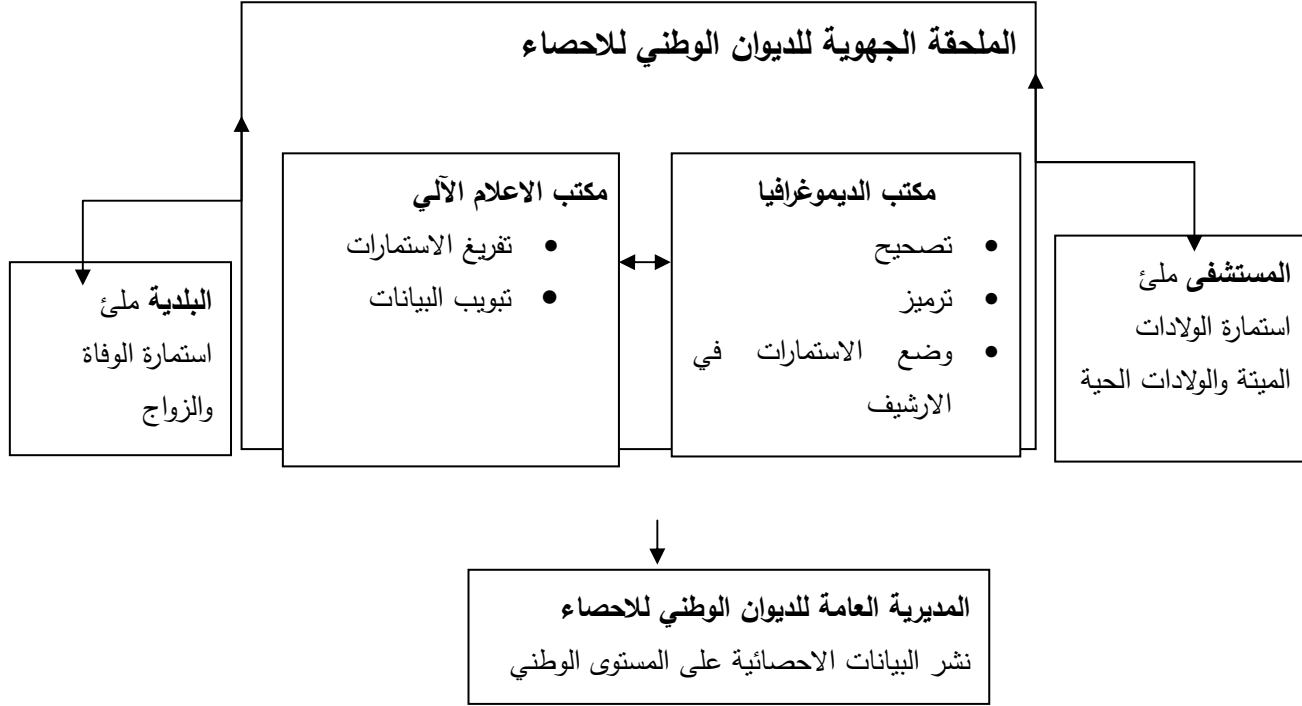 الملحقة الجهوية للديوان الوطني للاحصاء
مكتب الديموغرافيا
• تصحيح
• ترميز
• وضع الاستمارات في
الارشيف
مكتب الاعلام الآلي
• تفريغ الاستمارات
• تبويب البيانات
المستشفى ملئ
استمارة الولادات
الميتة والولادات الحية
البلدية ملئ
استمارة الوفاة
والزواج
المديرية العامة للديوان الوطني للاحصاء
نشر البيانات الاحصائية على المستوى الوطني